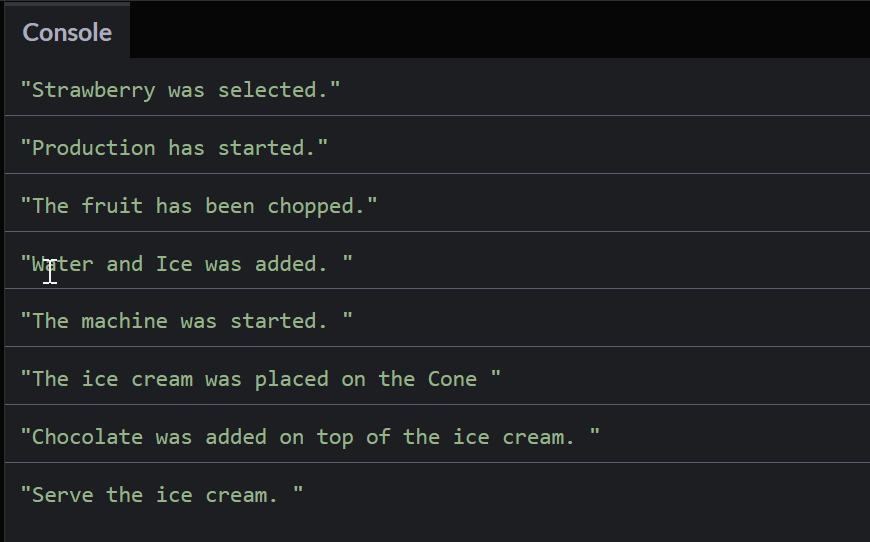 Console
"Strawberry was selected."
"Production has started."
"The fruit has been chopped."
"Water and Ice was added. "
"The machine was started. "
"The ice cream was placed on the Cone "
"Chocolate was added on top of the ice cream. "
"Serve the ice cream. "